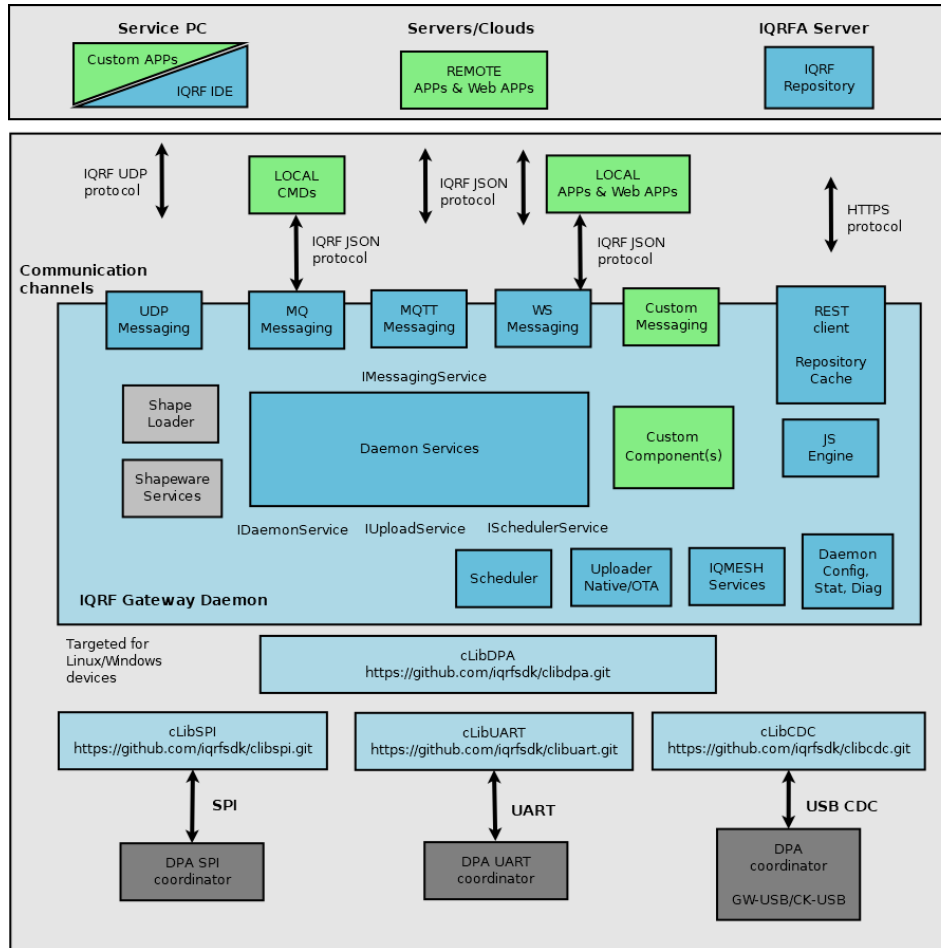 Service PC
Servers/Clouds
IQRFA Server
Custom APPs
IQRF IDE
REMOTE
APPs & Web APPs
IQRF
Repository
IQRF UDP
protocol
LOCAL
CMDs
IQRF JSON
protocol
LOCAL
APPs & Web APPs
HTTPS
protocol
IQRF JSON
protocol
IQRF JSON
protocol
Communication
channels
UDP
Messaging
MQ
Messaging
MQTT
Messaging
WS
Messaging
Custom
Messaging
REST
client
Repository
Cache
IMessagingService
Shape
Loader
Daemon Services
Custom
Component(s)
JS
Engine
Shapeware
Services
IDaemonService
IUploadService
ISchedulerService
Scheduler
Uploader
Native/OTA
IQMESH
Services
Daemon
Config,
Stat, Diag
IQRF Gateway Daemon
Targeted for
Linux/Windows
devices
cLibDPA
https://github.com/iqrfsdk/clibdpa.git
cLibSPI
https://github.com/iqrfsdk/clibspi.git
cLibUART
https://github.com/iqrfsdk/clibuart.git
cLibCDC
https://github.com/iqrfsdk/clibcdc.git
SPI
UART
USB CDC
DPA SPI
coordinator
DPA UART
coordinator
DPA
coordinator
GW-USB/CK-USB